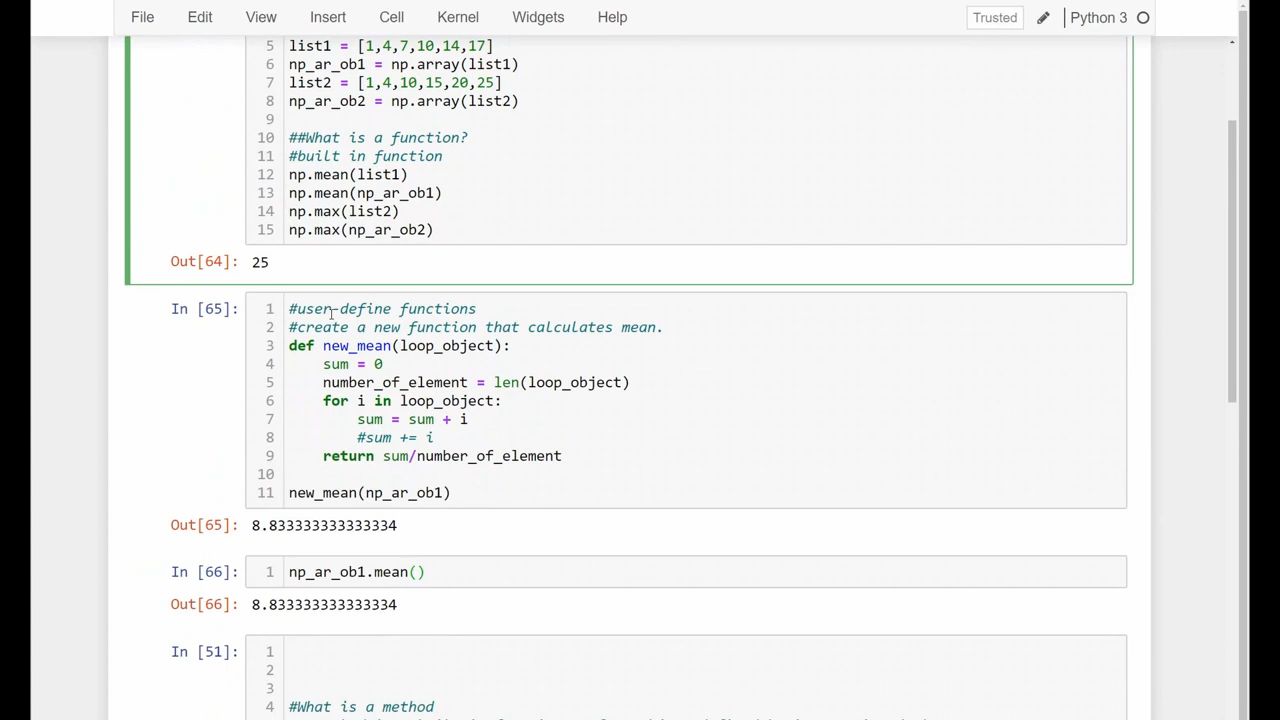 File Edit View Insert Cell Kernel Widgets Help Trusted Python 3
5 list1 = [1,4,7,10,14,17]
6 np_ar_ob1 = np.array(list1)
7 list2 = [1,4,10,15,20,25]
8 np_ar_ob2 = np.array(list2)
9
10 ##What is a function?
11 #built in function
12 np.mean(list1)
13 np.mean(np_ar_ob1)
14 np.max(list2)
15 np.max(np_ar_ob2)
Out[64]: 25
In [65]: 1 #user-define functions
2 #create a new function that calculates mean.
3 def new_mean(loop_object):
4 sum = 0
5 number_of_element = len(loop_object)
6 for i in loop_object:
7 sum = sum + i
8 #sum += i
9 return sum/number_of_element
10
11 new_mean(np_ar_ob1)
Out[65]: 8.833333333333334
In [66]: 1 np_ar_ob1.mean()
Out[66]: 8.833333333333334
In [51]: 1
2
3
4 #What is a method